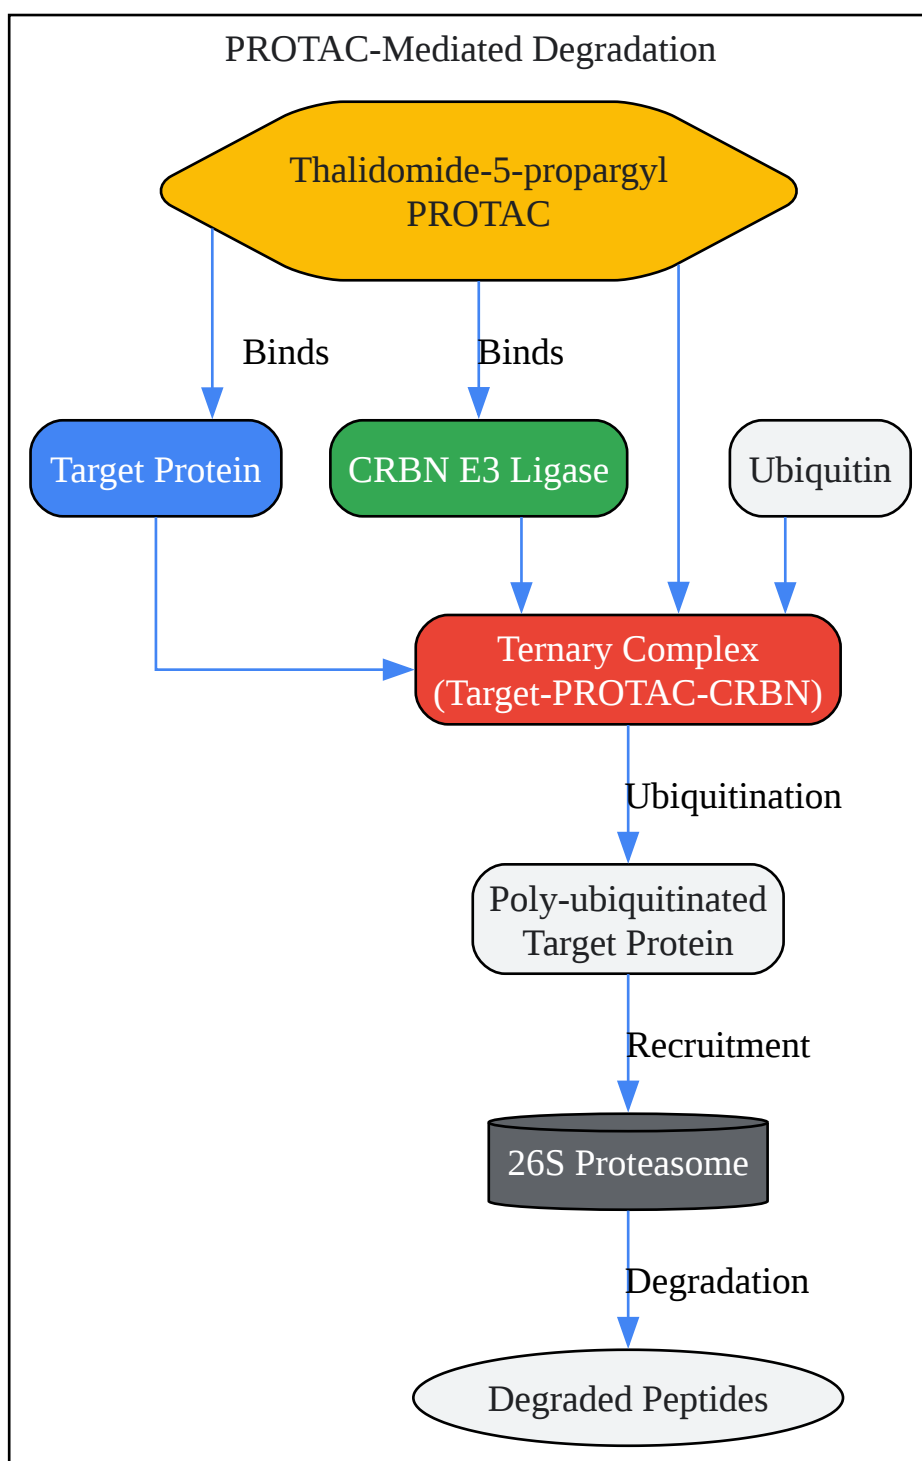 PROTAC-Mediated Degradation
Thalidomide-5-propargyl
PROTAC
Binds
Binds
Target Protein
CRBN E3 Ligase
Ubiquitin
Ternary Complex
(Target-PROTAC-CRBN)
Ubiquitination
Poly-ubiquitinated
Target Protein
Recruitment
26S Proteasome
Degradation
Degraded Peptides